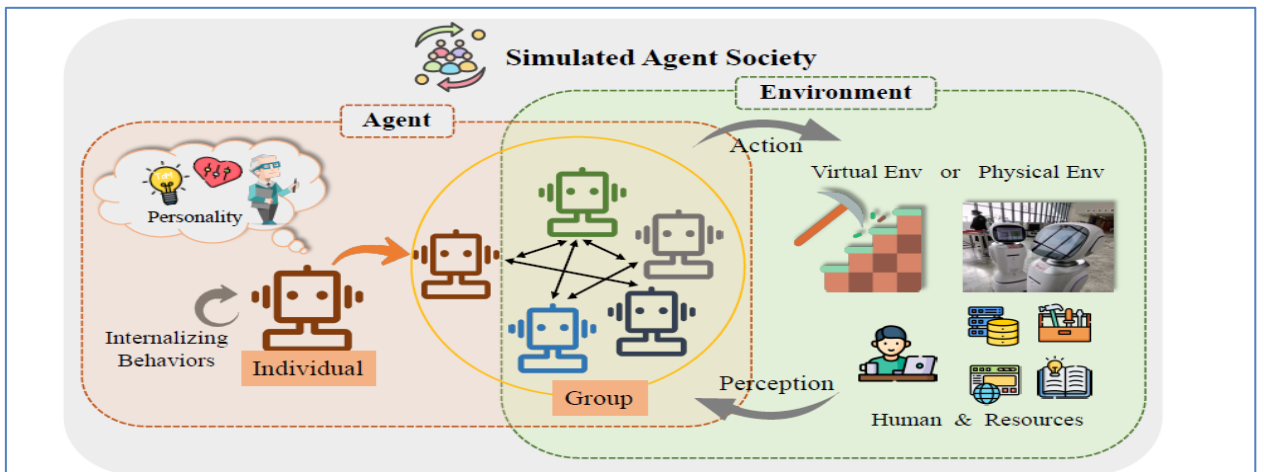 Simulated Agent Society
Environment
Agent
Action
Virtual Env or Physical Env
Personality
Internalizing
Behaviors
Individual
Group
Perception
Human & Resources